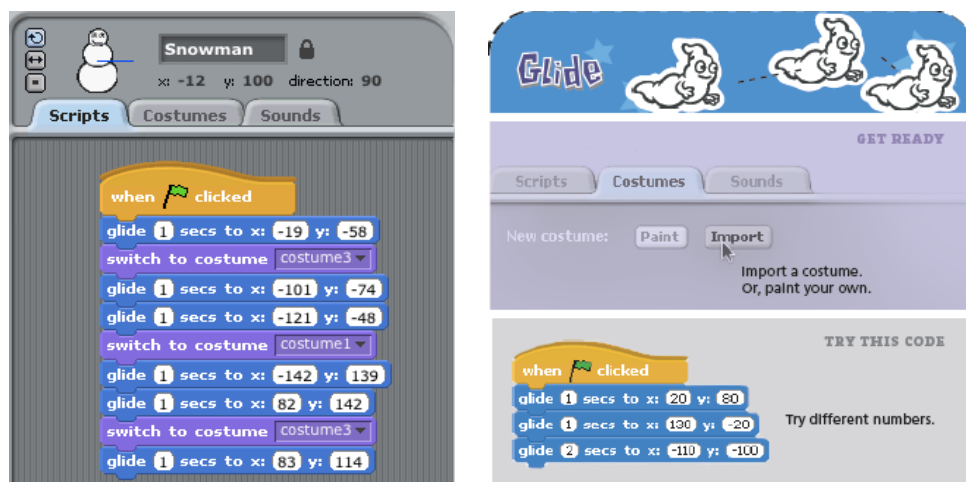 Snowman
x: -12 y: 100 direction: 90
Scripts Costumes Sounds
when clicked
glide 1 secs to x: -19 y: -58
switch to costume costume3
glide 1 secs to x: -101 y: -74
glide 1 secs to x: -121 y: -48
switch to costume costume1
glide 1 secs to x: -142 y: 139
glide 1 secs to x: 82 y: 142
switch to costume costume3
glide 1 secs to x: 83 y: 114
Glide
GET READY
Scripts Costumes Sounds
New costume: Paint Import
Import a costume.
Or, paint your own.
TRY THIS CODE
when clicked
glide 1 secs to x: 20 y: 80
glide 1 secs to x: 130 y: -20
glide 2 secs to x: -110 y: -100
Try different numbers.